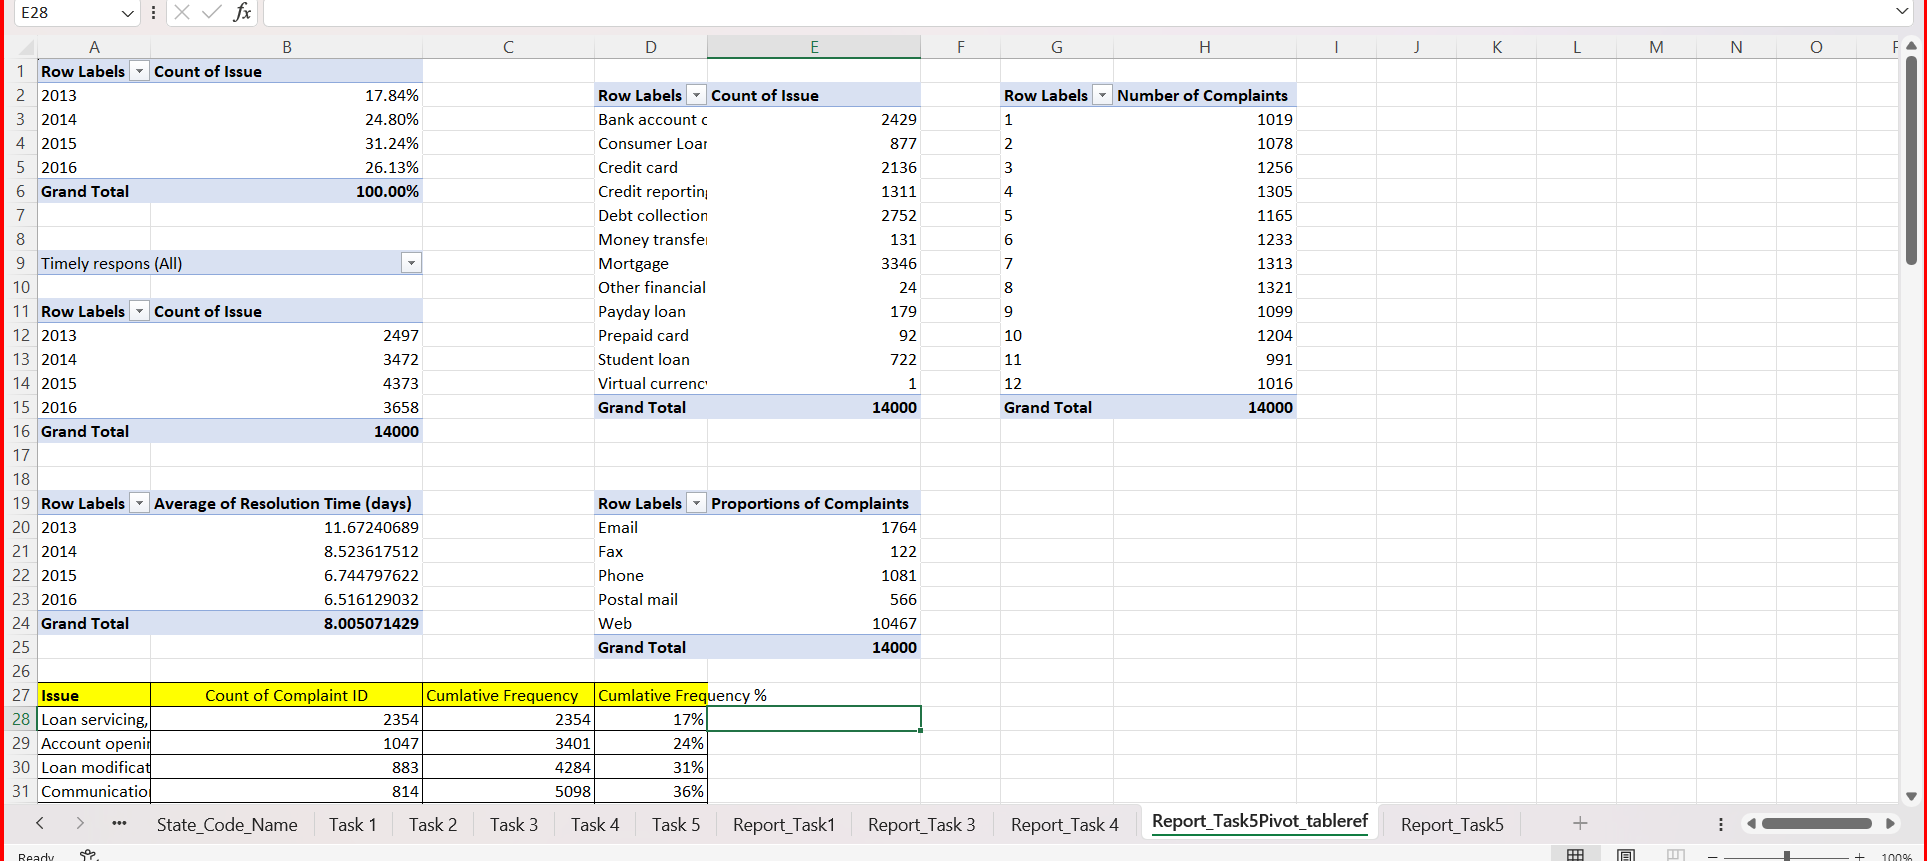 E28 fx
A B C D E F G H I J K L M N O
1 Row Labels Count of Issue
2 2013 17.84% Row Labels Count of Issue Row Labels Number of Complaints
3 2014 24.80% Bank account 2429 1 1019
4 2015 31.24% Consumer Loan 877 2 1078
5 2016 26.13% Credit card 2136 3 1256
6 Grand Total 100.00% Credit reporting 1311 4 1305
7 Debt collection 2752 5 1165
8 Money transfe 131 6 1233
9 Timely respons (All) Mortgage 3346 7 1313
10 Other financial 24 8 1321
11 Row Labels Count of Issue Payday loan 179 9 1099
12 2013 2497 Prepaid card 92 10 1204
13 2014 3472 Student loan 722 11 991
14 2015 4373 Virtual currency 1 12 1016
15 2016 3658 Grand Total 14000 Grand Total 14000
16 Grand Total 14000
17
18
19 Row Labels Average of Resolution Time (days) Row Labels Proportions of Complaints
20 2013 11.67240689 Email 1764
21 2014 8.523617512 Fax 122
22 2015 6.744797622 Phone 1081
23 2016 6.516129032 Postal mail 566
24 Grand Total 8.005071429 Web 10467
25 Grand Total 14000
26
27 Issue Count of Complaint ID Cumlative Frequency Cumlative Frequency %
28 Loan servicing, 2354 2354 17%
29 Account openin 1047 3401 24%
30 Loan modificat 883 4284 31%
31 Communication 814 5098 36%
State_Code_Name Task 1 Task 2 Task 3 Task 4 Task 5 Report_Task1 Report_Task 3 Report_Task 4 Report_Task5Pivot_tableref Report_Task5
Ready 100%